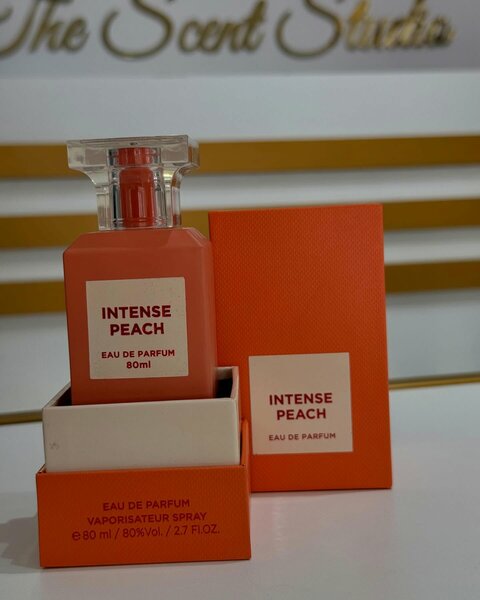 The Scent Studio
INTENSE
PEACH
EAU DE PARFUM
80ml
INTENSE
PEACH
EAU DE PARFUM
EAU DE PARFUM
VAPORISATEUR SPRAY
℮ 80 ml / 80%Vol. / 2.7 Fl.OZ.